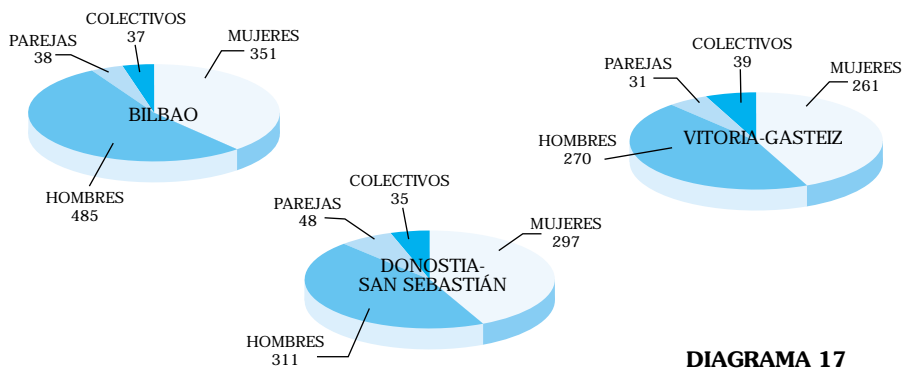 COLECTIVOS
37
PAREJAS
38
MUJERES
351
BILBAO
HOMBRES
485
COLECTIVOS
39
PAREJAS
31
MUJERES
261
VITORIA-GASTEIZ
HOMBRES
270
COLECTIVOS
35
PAREJAS
48
MUJERES
297
DONOSTIA-
SAN SEBASTIÁN
HOMBRES
311
DIAGRAMA 17